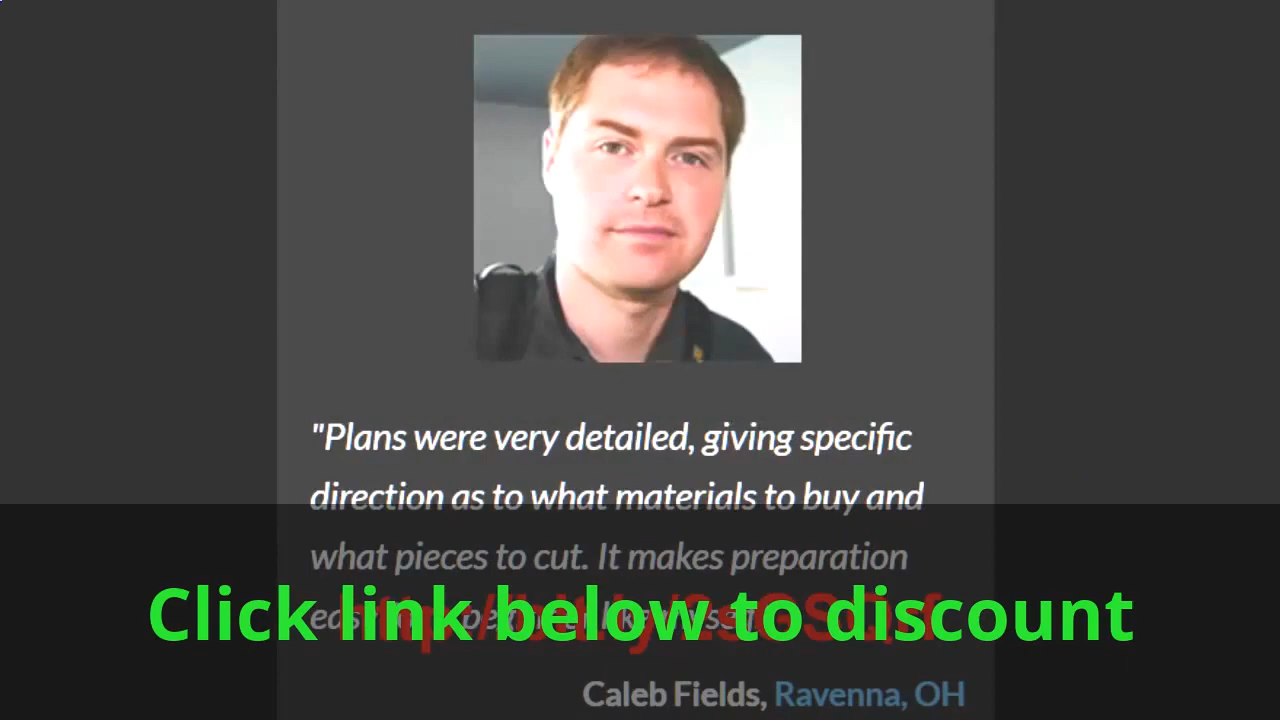 "Plans were very detailed, giving specific
direction as to what materials to buy and
what pieces to cut. It makes preparation
Click link below to discount
Caleb Fields, Ravenna, OH